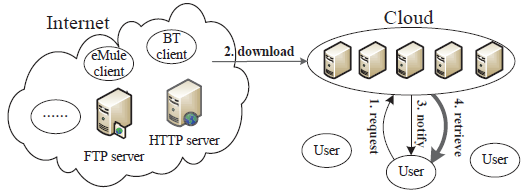 Internet
Cloud
BT
client
eMule
client
2. download
......
FTP server
HTTP server
1. request
3. notify
4. retrieve
User
User
User